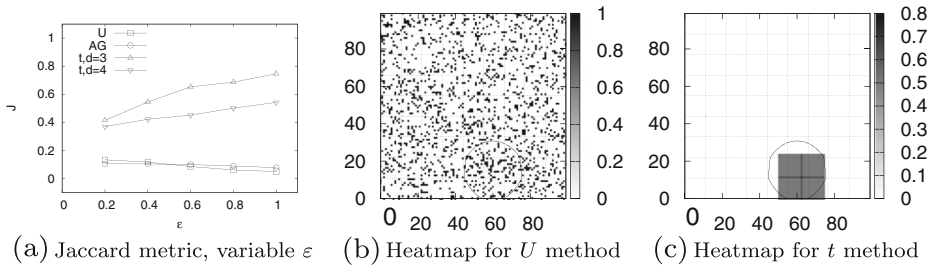 U
AG
t,d=3
t,d=4
1
0.8
0.6
0.4
0.2
0
J
0 0.2 0.4 0.6 0.8 1
ε
(a) Jaccard metric, variable ε
80
60
40
20
0
0 20 40 60 80
1
0.8
0.6
0.4
0.2
0
(b) Heatmap for U method
80
60
40
20
0
0 20 40 60 80
0.8
0.7
0.6
0.5
0.4
0.3
0.2
0.1
0
(c) Heatmap for t method